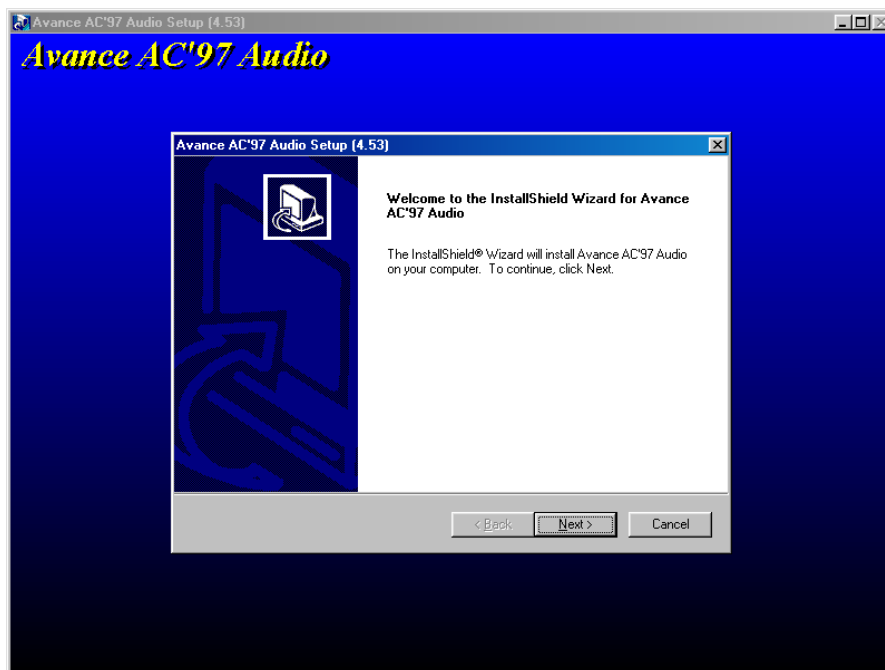 Avance AC'97 Audio Setup (4.53)
Avance AC'97 Audio
Avance AC'97 Audio Setup (4.53)
Welcome to the InstallShield Wizard for Avance
AC'97 Audio
The InstallShield® Wizard will install Avance AC'97 Audio
on your computer. To continue, click Next.
< Back Next > Cancel